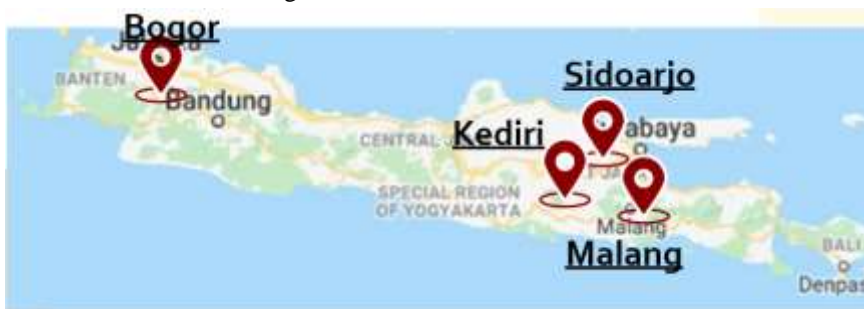 Bogor
BANTEN
Bandung
Sidoarjo
Kediri
abaya
CENTRAL
SPECIAL REGION
OF YOGYAKARTA
Malang
Malang
BALI
Denpas